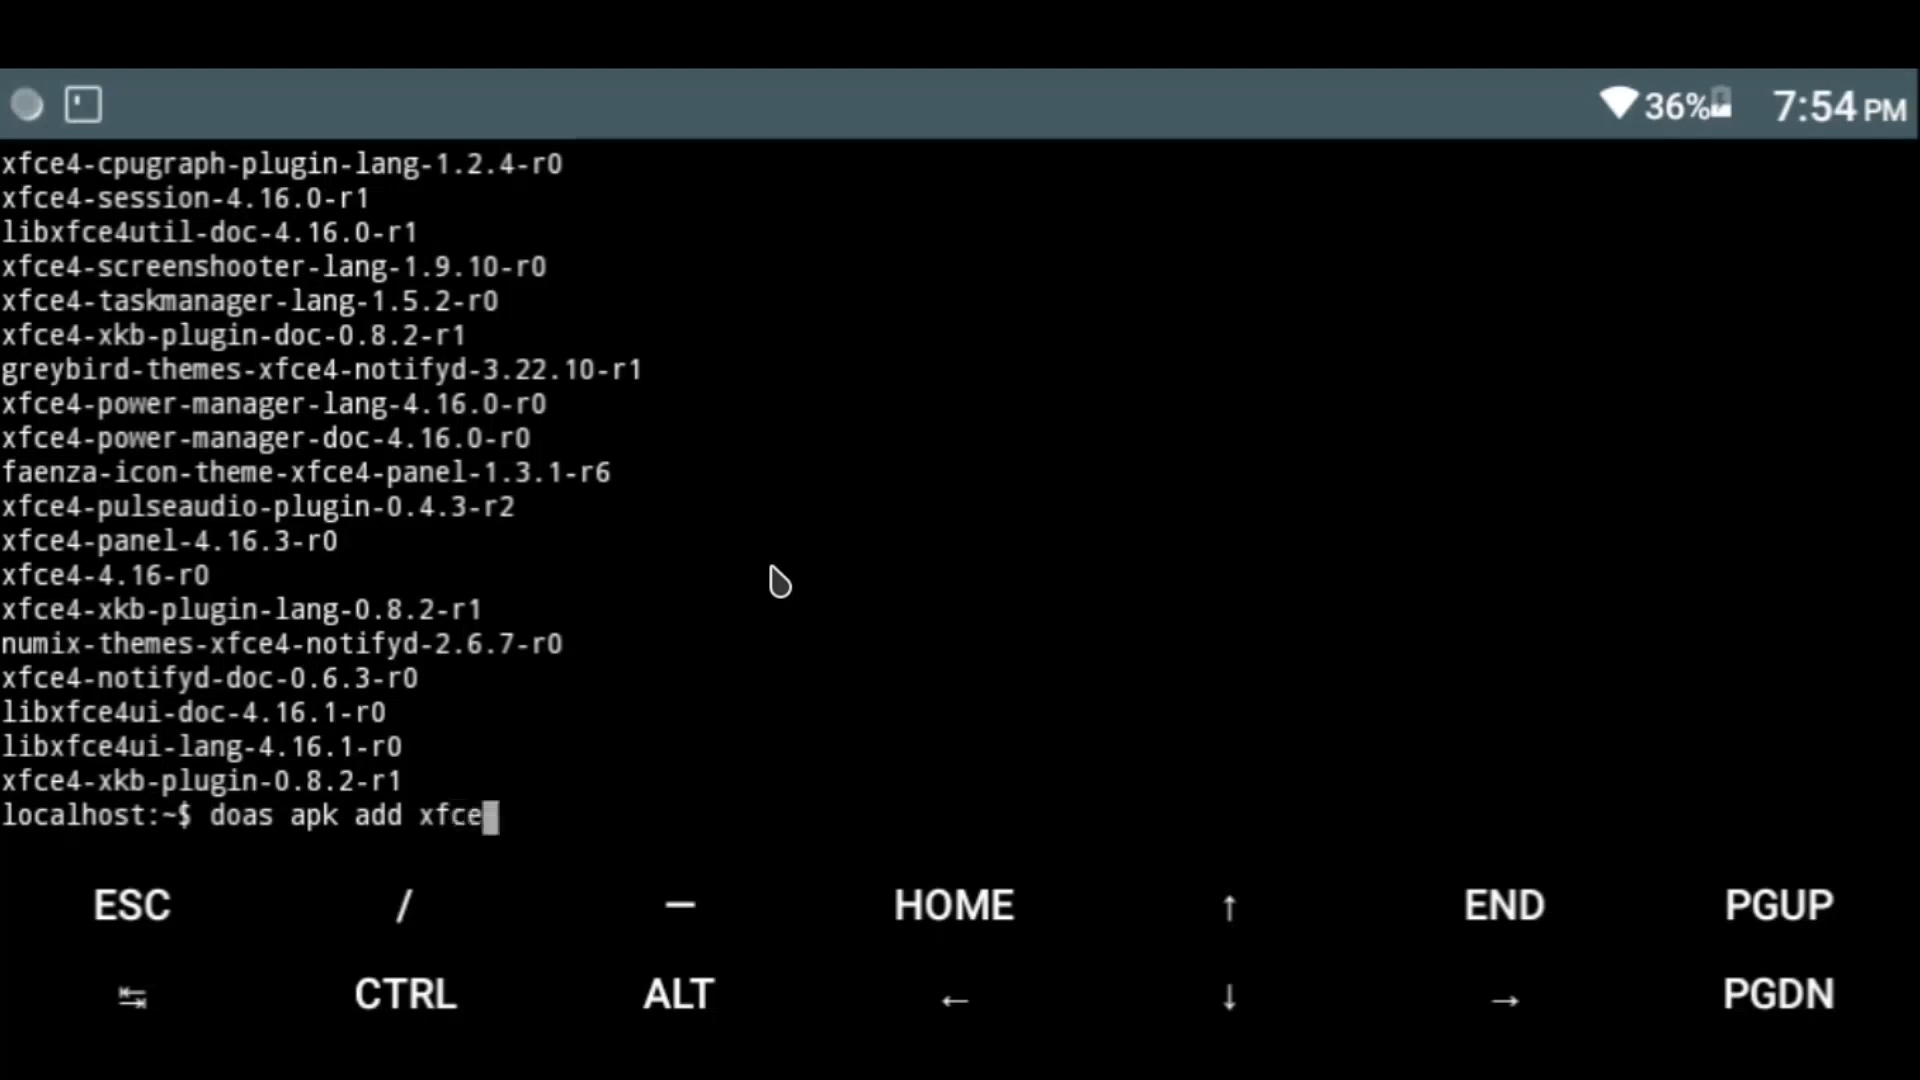 36% 7:54 PM
xfce4-cpugraph-plugin-lang-1.2.4-r0
xfce4-session-4.16.0-r1
libxfce4util-doc-4.16.0-r1
xfce4-screenshooter-lang-1.9.10-r0
xfce4-taskmanager-lang-1.5.2-r0
xfce4-xkb-plugin-doc-0.8.2-r1
greybird-themes-xfce4-notifyd-3.22.10-r1
xfce4-power-manager-lang-4.16.0-r0
xfce4-power-manager-doc-4.16.0-r0
faenza-icon-theme-xfce4-panel-1.3.1-r6
xfce4-pulseaudio-plugin-0.4.3-r2
xfce4-panel-4.16.3-r0
xfce4-4.16-r0
xfce4-xkb-plugin-lang-0.8.2-r1
numix-themes-xfce4-notifyd-2.6.7-r0
xfce4-notifyd-doc-0.6.3-r0
libxfce4ui-doc-4.16.1-r0
libxfce4ui-lang-4.16.1-r0
xfce4-xkb-plugin-0.8.2-r1
localhost:~$ doas apk add xfce
ESC / — HOME ↑ END PGUP
↹ CTRL ALT ← ↓ → PGDN